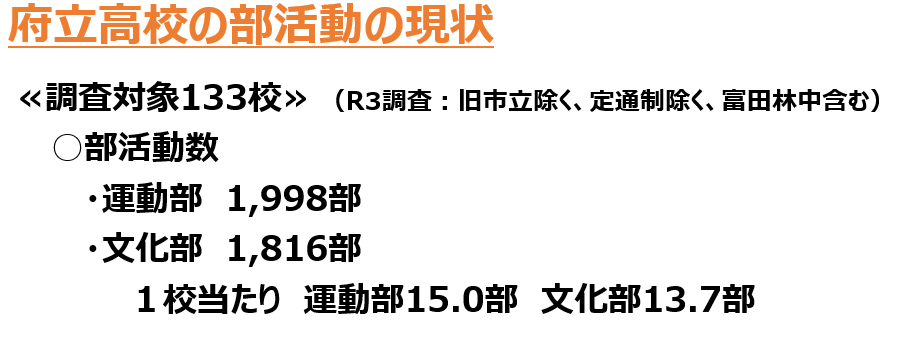 府立高校の部活動の現状
≪調査対象133校≫ （R3調査：旧市立除く、定通制除く、富田林中含む）
○部活動数
・運動部 1,998部
・文化部 1,816部
１校当たり 運動部15.0部 文化部13.7部